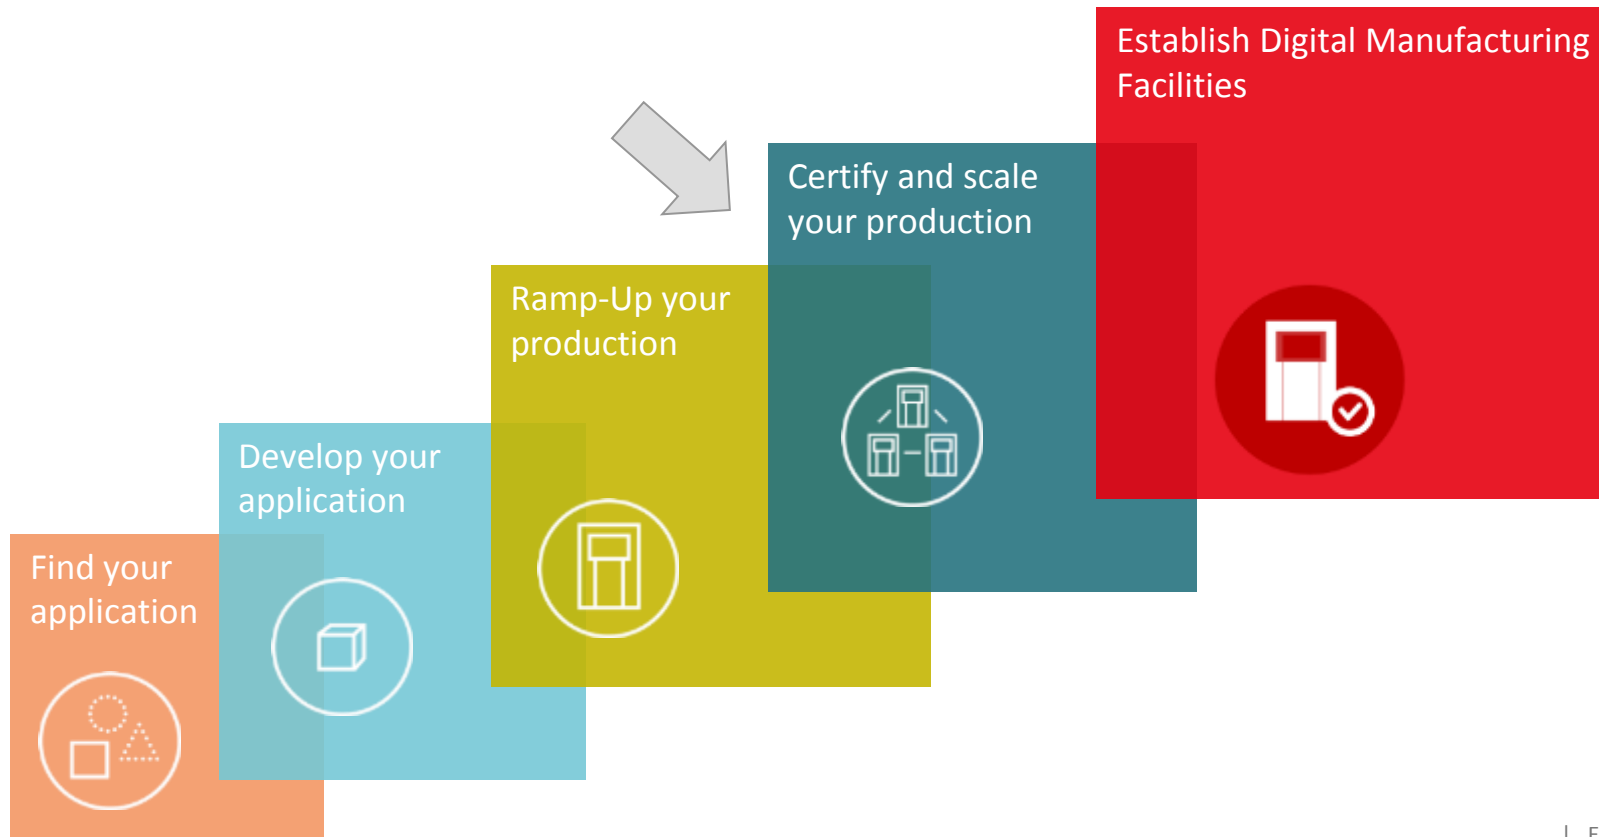 Establish Digital Manufacturing
Facilities
Certify and scale
your production
Ramp-Up your
production
Develop your
application
Find your
application